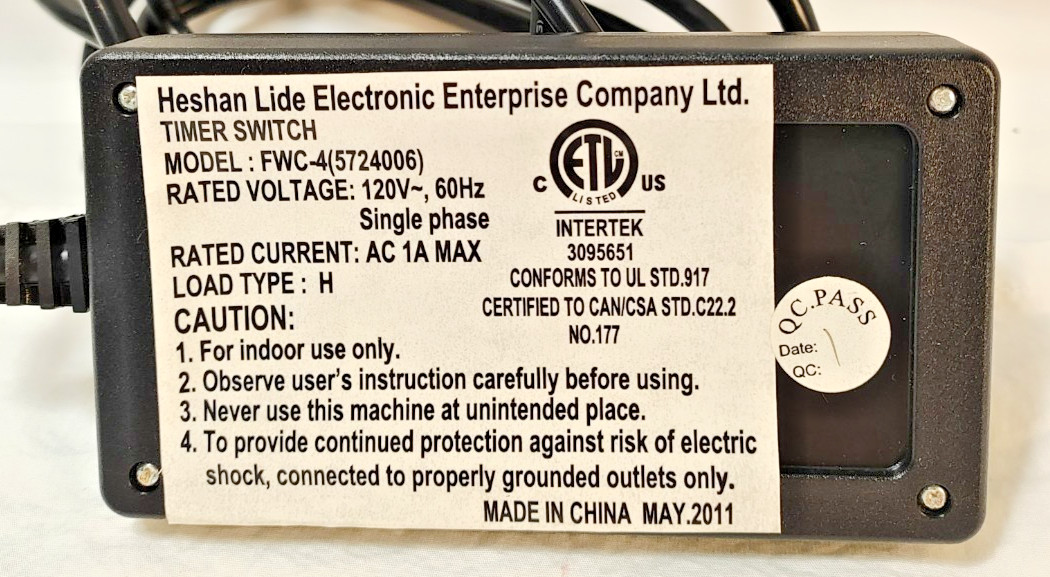 Heshan Lide Electronic Enterprise Company Ltd.
TIMER SWITCH
MODEL : FWC-4(5724006)
RATED VOLTAGE: 120V~, 60Hz
Single phase
RATED CURRENT: AC 1A MAX
LOAD TYPE : H
ETL CM
C US
LISTED
INTERTEK
3095651
CONFORMS TO UL STD.917
CERTIFIED TO CAN/CSA STD.C22.2
NO.177
CAUTION:
1. For indoor use only.
2. Observe user's instruction carefully before using.
3. Never use this machine at unintended place.
4. To provide continued protection against risk of electric
shock, connected to properly grounded outlets only.
MADE IN CHINA MAY.2011
QC.PASS
Date:
QC: